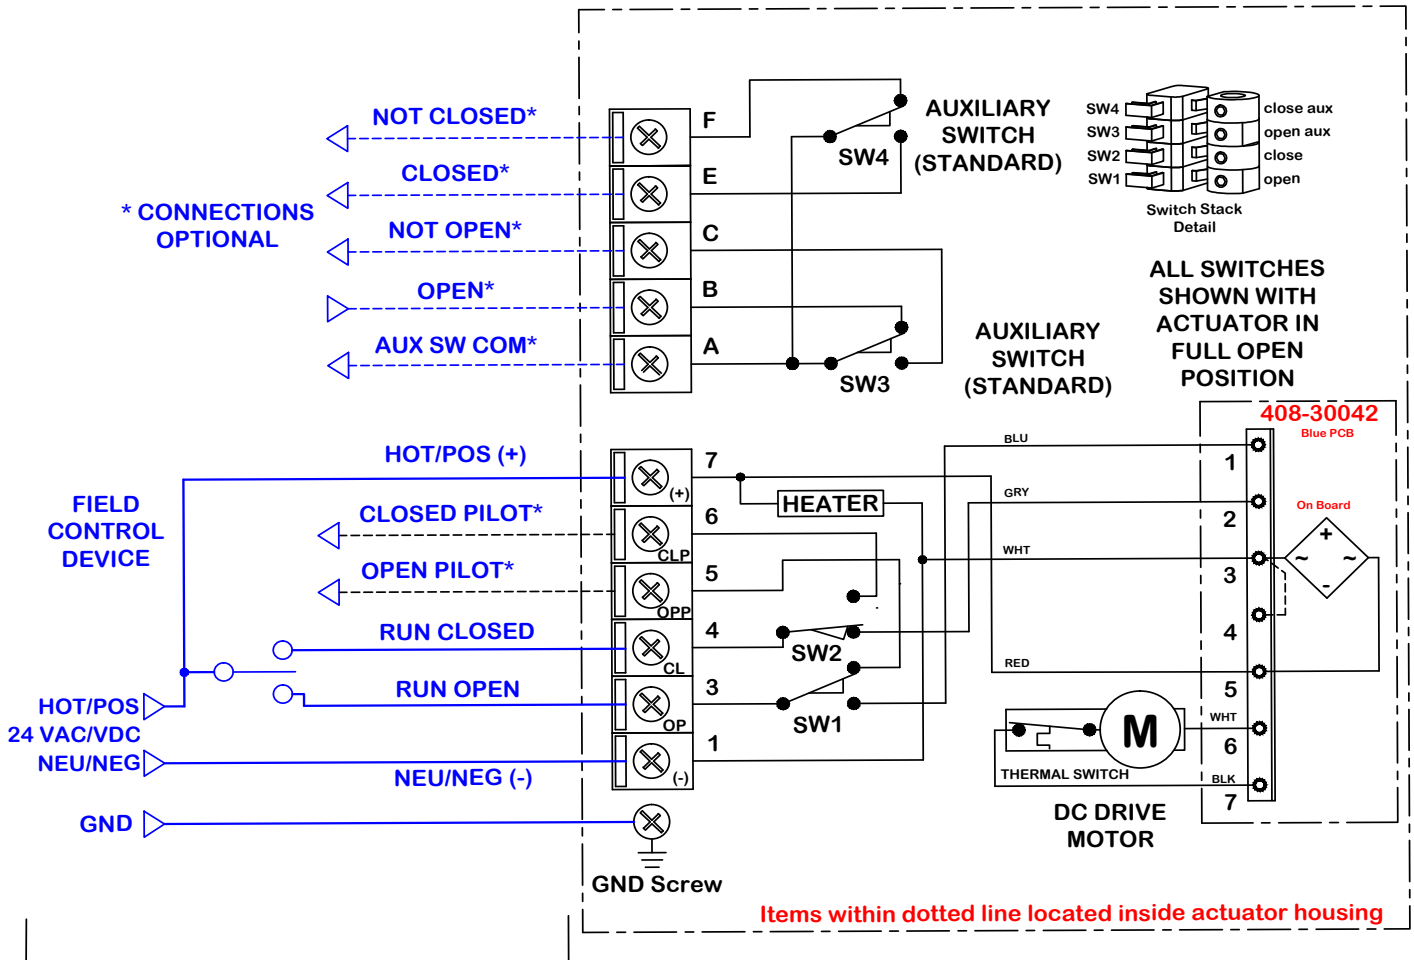 NOT CLOSED*
CLOSED*
* CONNECTIONS
OPTIONAL
NOT OPEN*
OPEN*
AUX SW COM*
F
E
C
B
A
SW4
AUXILIARY
SWITCH
(STANDARD)
SW3
AUXILIARY
SWITCH
(STANDARD)
SW4
SW3
SW2
SW1
close aux
open aux
close
open
Switch Stack
Detail
ALL SWITCHES
SHOWN WITH
ACTUATOR IN
FULL OPEN
POSITION
408-30042
Blue PCB
On Board
HOT/POS (+)
FIELD
CONTROL
DEVICE
CLOSED PILOT*
OPEN PILOT*
RUN CLOSED
RUN OPEN
HOT/POS
24 VAC/VDC
NEU/NEG
NEU/NEG (-)
GND
7
(+)
6
CLP
5
OPP
4
CL
3
OP
1
(-)
GND Screw
HEATER
SW2
SW1
BLU
GRY
WHT
RED
WHT
BLK
1
2
3
4
5
6
7
+
~ ~
-
M
THERMAL SWITCH
DC DRIVE
MOTOR
Items within dotted line located inside actuator housing